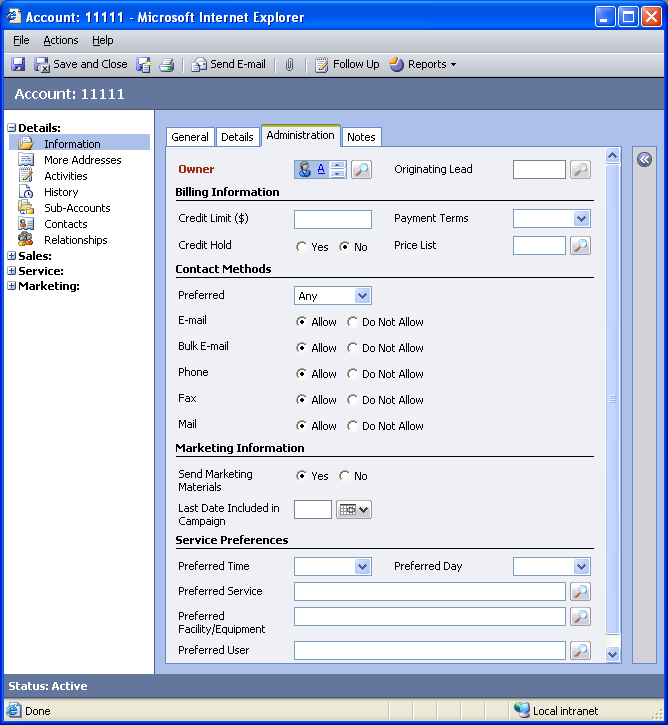 Account: 11111 - Microsoft Internet Explorer
File Actions Help
Save and Close Send E-mail Follow Up Reports
Account: 11111
Details:
Information
More Addresses
Activities
History
Sub-Accounts
Contacts
Relationships
Sales:
Service:
Marketing:
General Details Administration Notes
Owner A Originating Lead
Billing Information
Credit Limit ($) Payment Terms
Credit Hold Yes No Price List
Contact Methods
Preferred Any
E-mail Allow Do Not Allow
Bulk E-mail Allow Do Not Allow
Phone Allow Do Not Allow
Fax Allow Do Not Allow
Mail Allow Do Not Allow
Marketing Information
Send Marketing
Materials Yes No
Last Date Included in
Campaign
Service Preferences
Preferred Time Preferred Day
Preferred Service
Preferred
Facility/Equipment
Preferred User
Status: Active
Done Local intranet